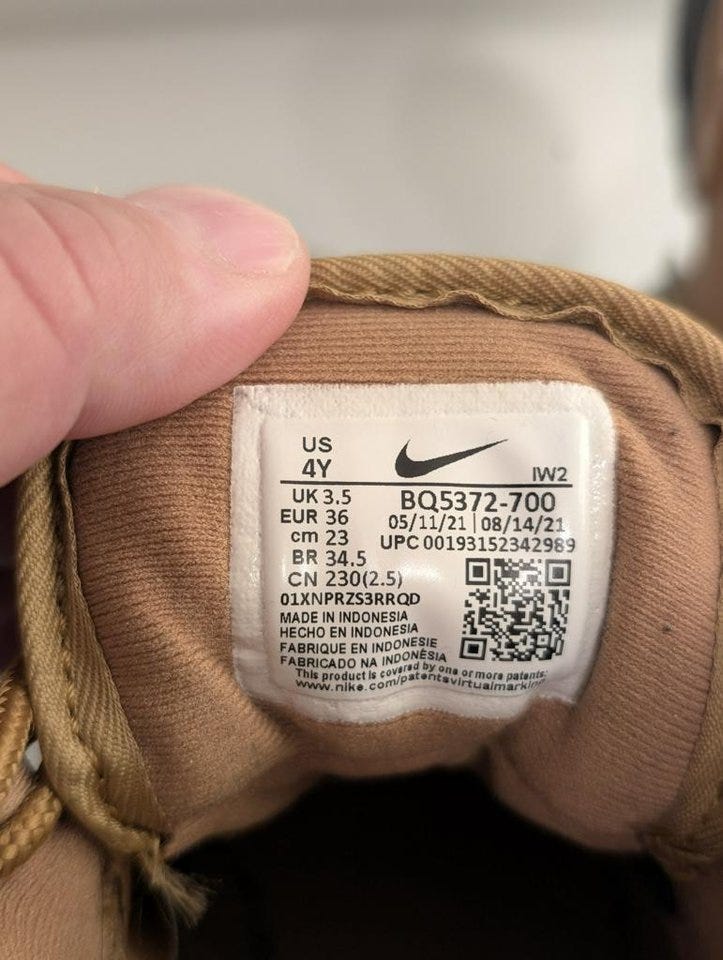 US
4Y
IW2
UK 3.5
EUR 36
cm 23
BR 34.5
CN 230(2.5)
BQ5372-700
05/11/21 | 08/14/21
UPC 00193152342989
01XNPRZS3RRQD
MADE IN INDONESIA
HECHO EN INDONESIA
FABRIQUE EN INDONESIE
FABRICADO NA INDONÉSIA
This product is covered by one or more patents:
www.nike.com/patentsvirtualmarkin